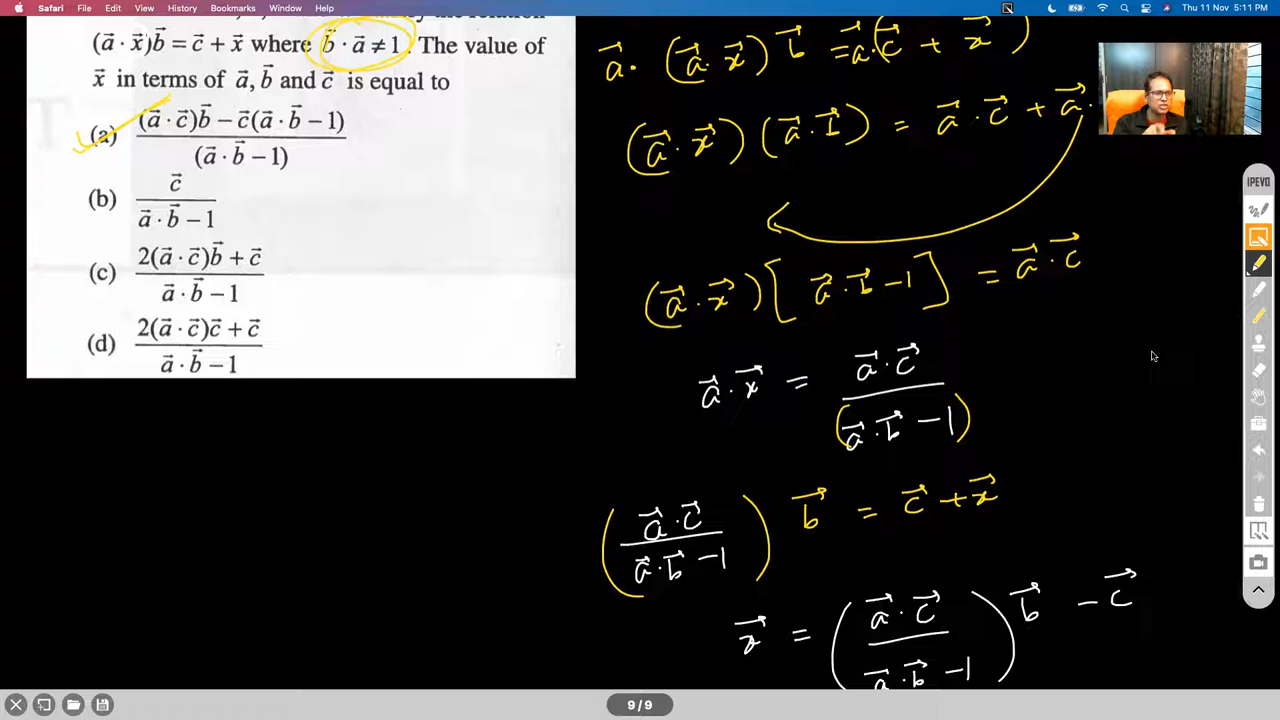 Safari File Edit View History Bookmarks Window Help Thu 11 Nov 5:11 PM
(a⃗ · x⃗)b⃗ = c⃗ + x⃗ where b⃗ · a⃗ ≠ 1. The value of
x⃗ in terms of a⃗, b⃗ and c⃗ is equal to
(a) ((a⃗ · c⃗)b⃗ − c⃗(a⃗ · b⃗ − 1)) / (a⃗ · b⃗ − 1)
(b) c⃗ / (a⃗ · b⃗ − 1)
(c) (2(a⃗ · c⃗)b⃗ + c⃗) / (a⃗ · b⃗ − 1)
(d) (2(a⃗ · c⃗)c⃗ + c⃗) / (a⃗ · b⃗ − 1)
a⃗ · (a⃗ · x⃗) b⃗ = a⃗ · (c⃗ + x⃗)
(a⃗ · x⃗)(a⃗ · b⃗) = a⃗ · c⃗ + a⃗ ·
(a⃗ · x⃗)[a⃗ · b⃗ − 1] = a⃗ · c⃗
a⃗ · x⃗ = a⃗ · c⃗ / (a⃗ · b⃗ − 1)
(a⃗ · c⃗ / a⃗ · b⃗ − 1) b⃗ = c⃗ + x⃗
x⃗ = (a⃗ · c⃗ / a⃗ · b⃗ − 1) b⃗ − c⃗
IPEVO
9 / 9